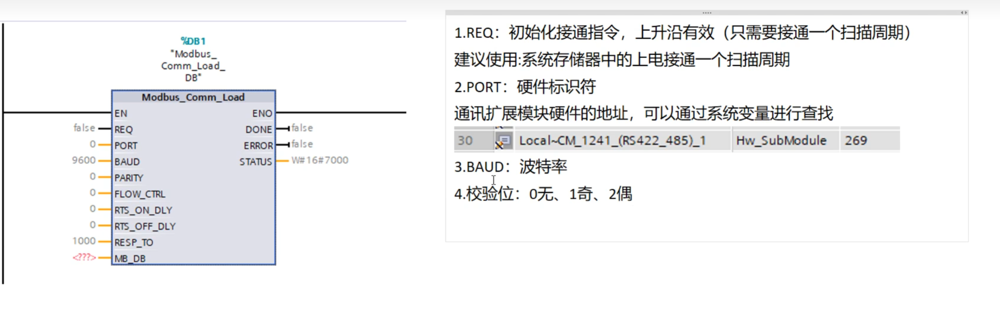 %DB1
"Modbus_
Comm_Load_
DB"
Modbus_Comm_Load
EN ENO
false REQ DONE false
0 PORT ERROR false
9600 BAUD STATUS W#16#7000
0 PARITY
0 FLOW_CTRL
0 RTS_ON_DLY
0 RTS_OFF_DLY
1000 RESP_TO
<???> MB_DB
1.REQ：初始化接通指令，上升沿有效（只需要接通一个扫描周期）
建议使用:系统存储器中的上电接通一个扫描周期
2.PORT：硬件标识符
通讯扩展模块硬件的地址，可以通过系统变量进行查找
30 Local~CM_1241_(RS422_485)_1 Hw_SubModule 269
3.BAUD：波特率
4.校验位：0无、1奇、2偶